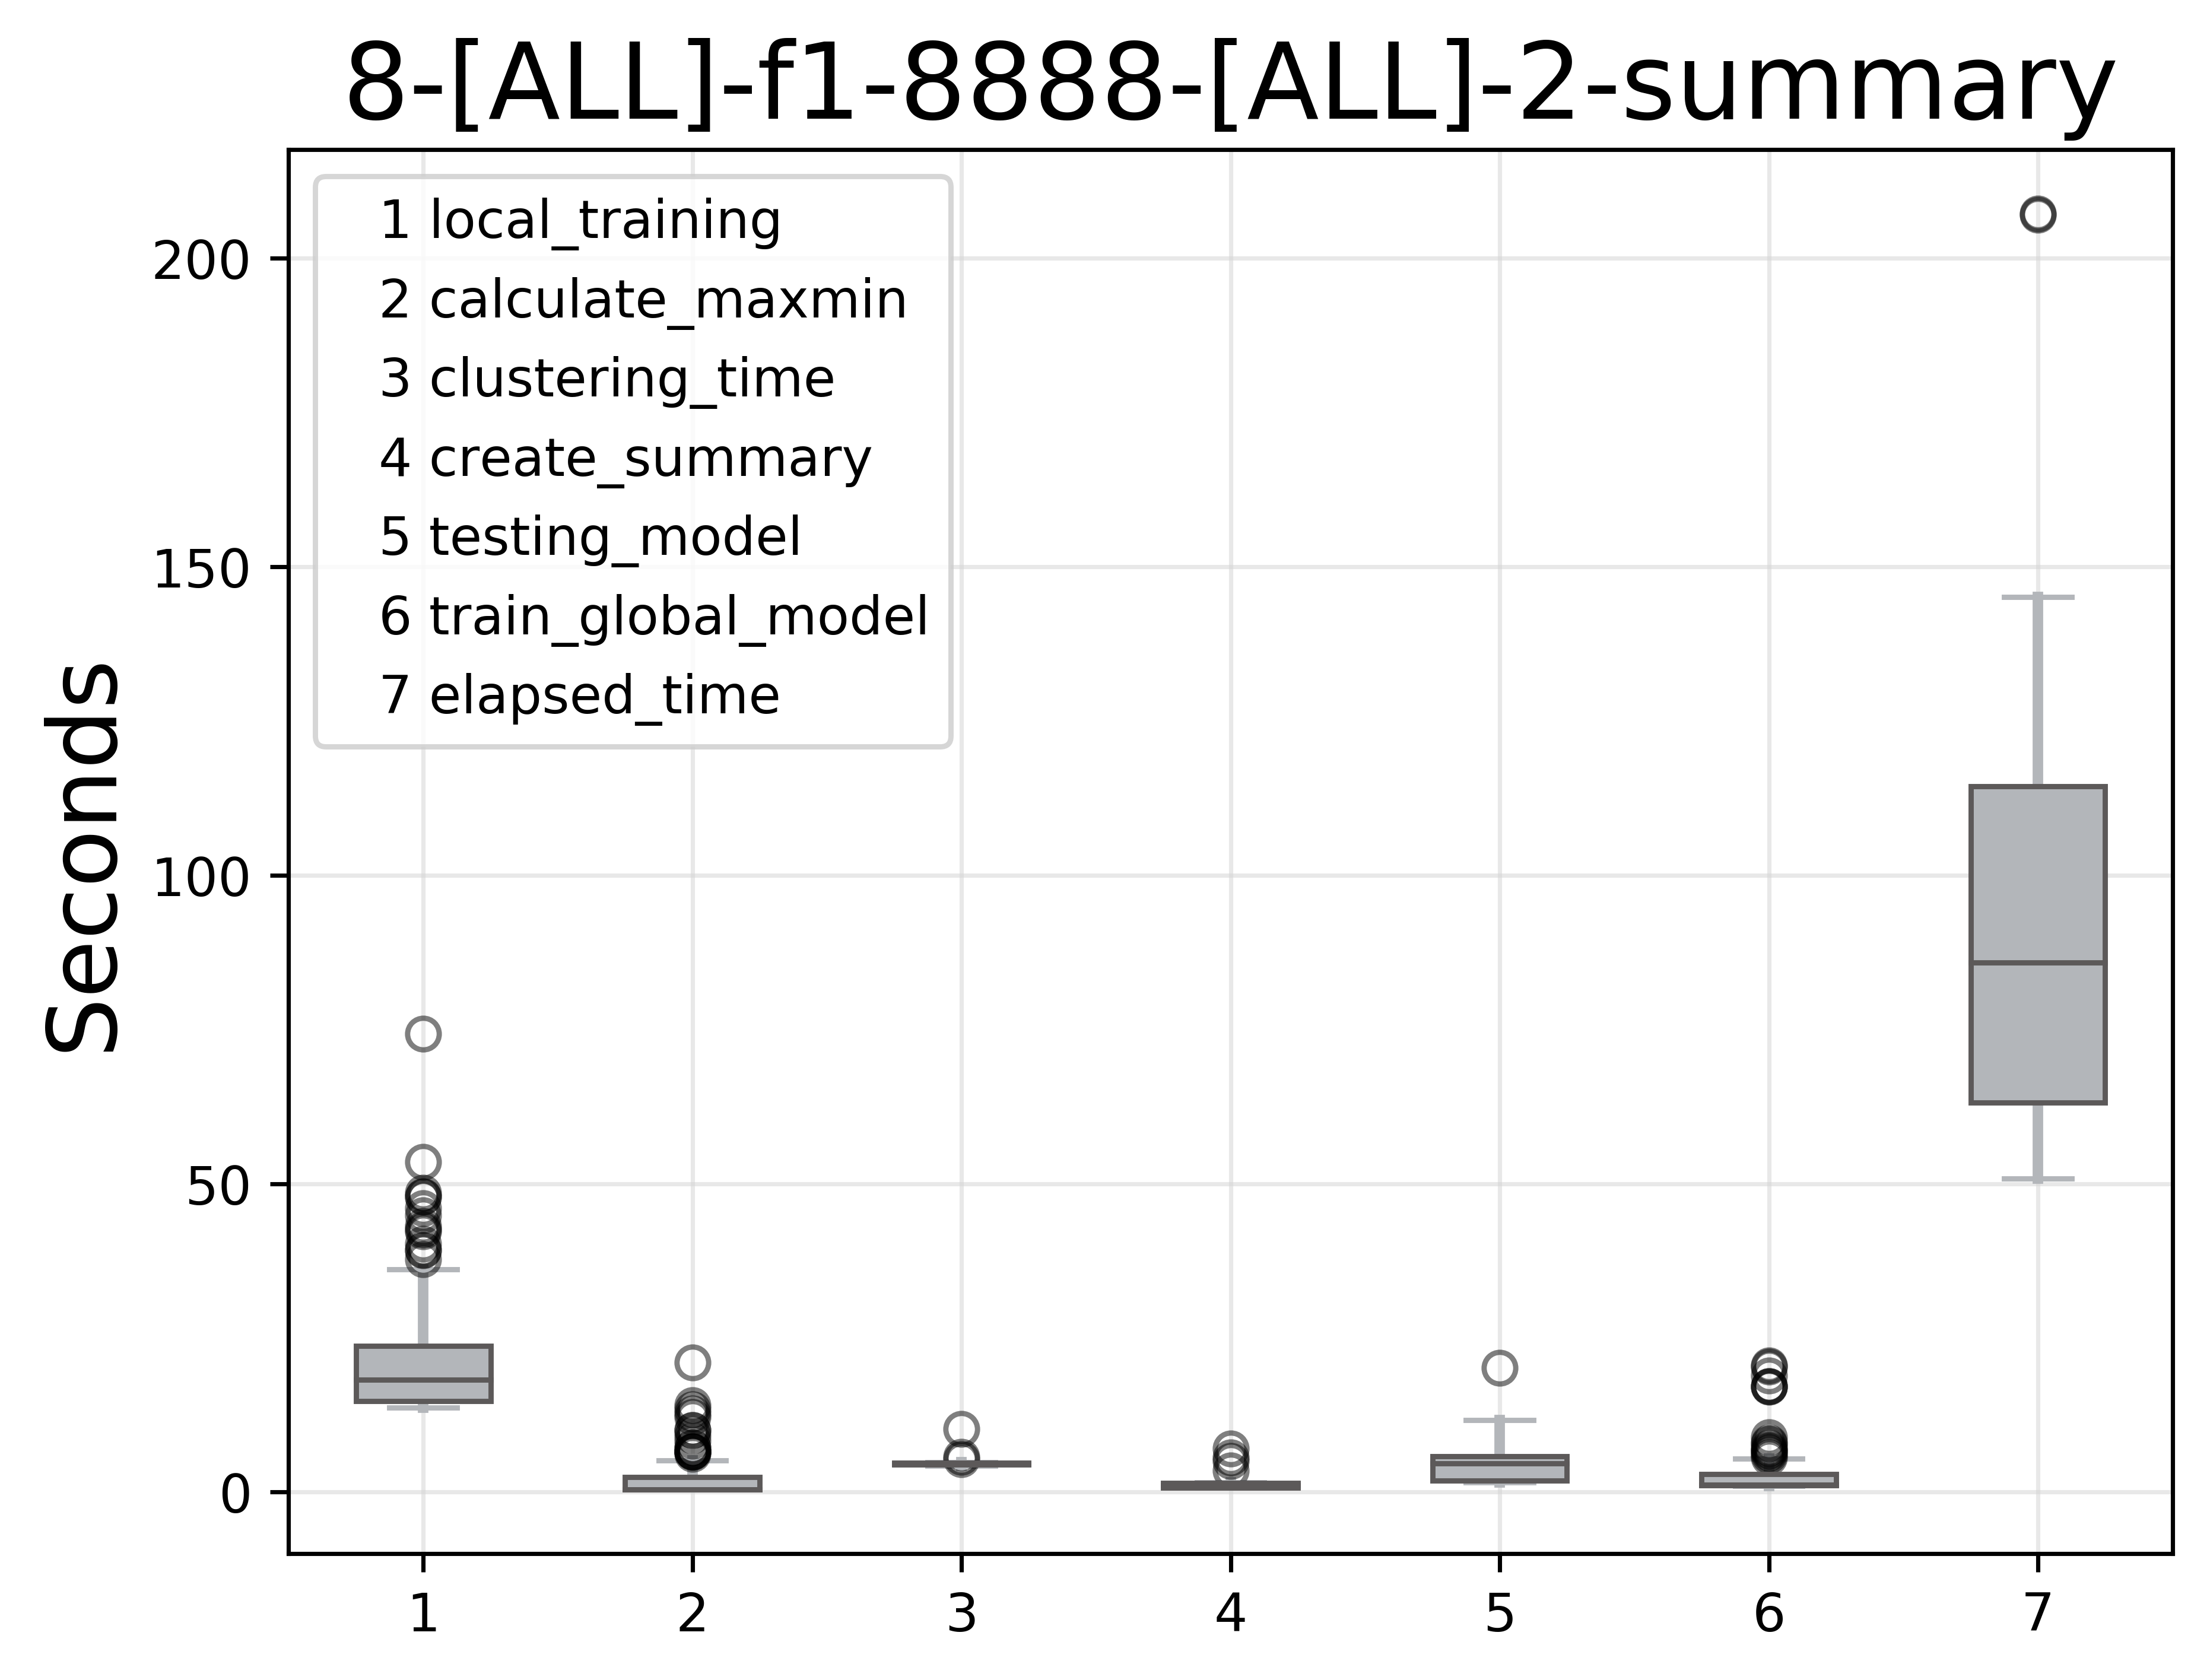 8-[ALL]-f1-8888-[ALL]-2-summary
1 local_training
2 calculate_maxmin
3 clustering_time
4 create_summary
5 testing_model
6 train_global_model
7 elapsed_time
Seconds
200
150
100
50
0
1 2 3 4 5 6 7